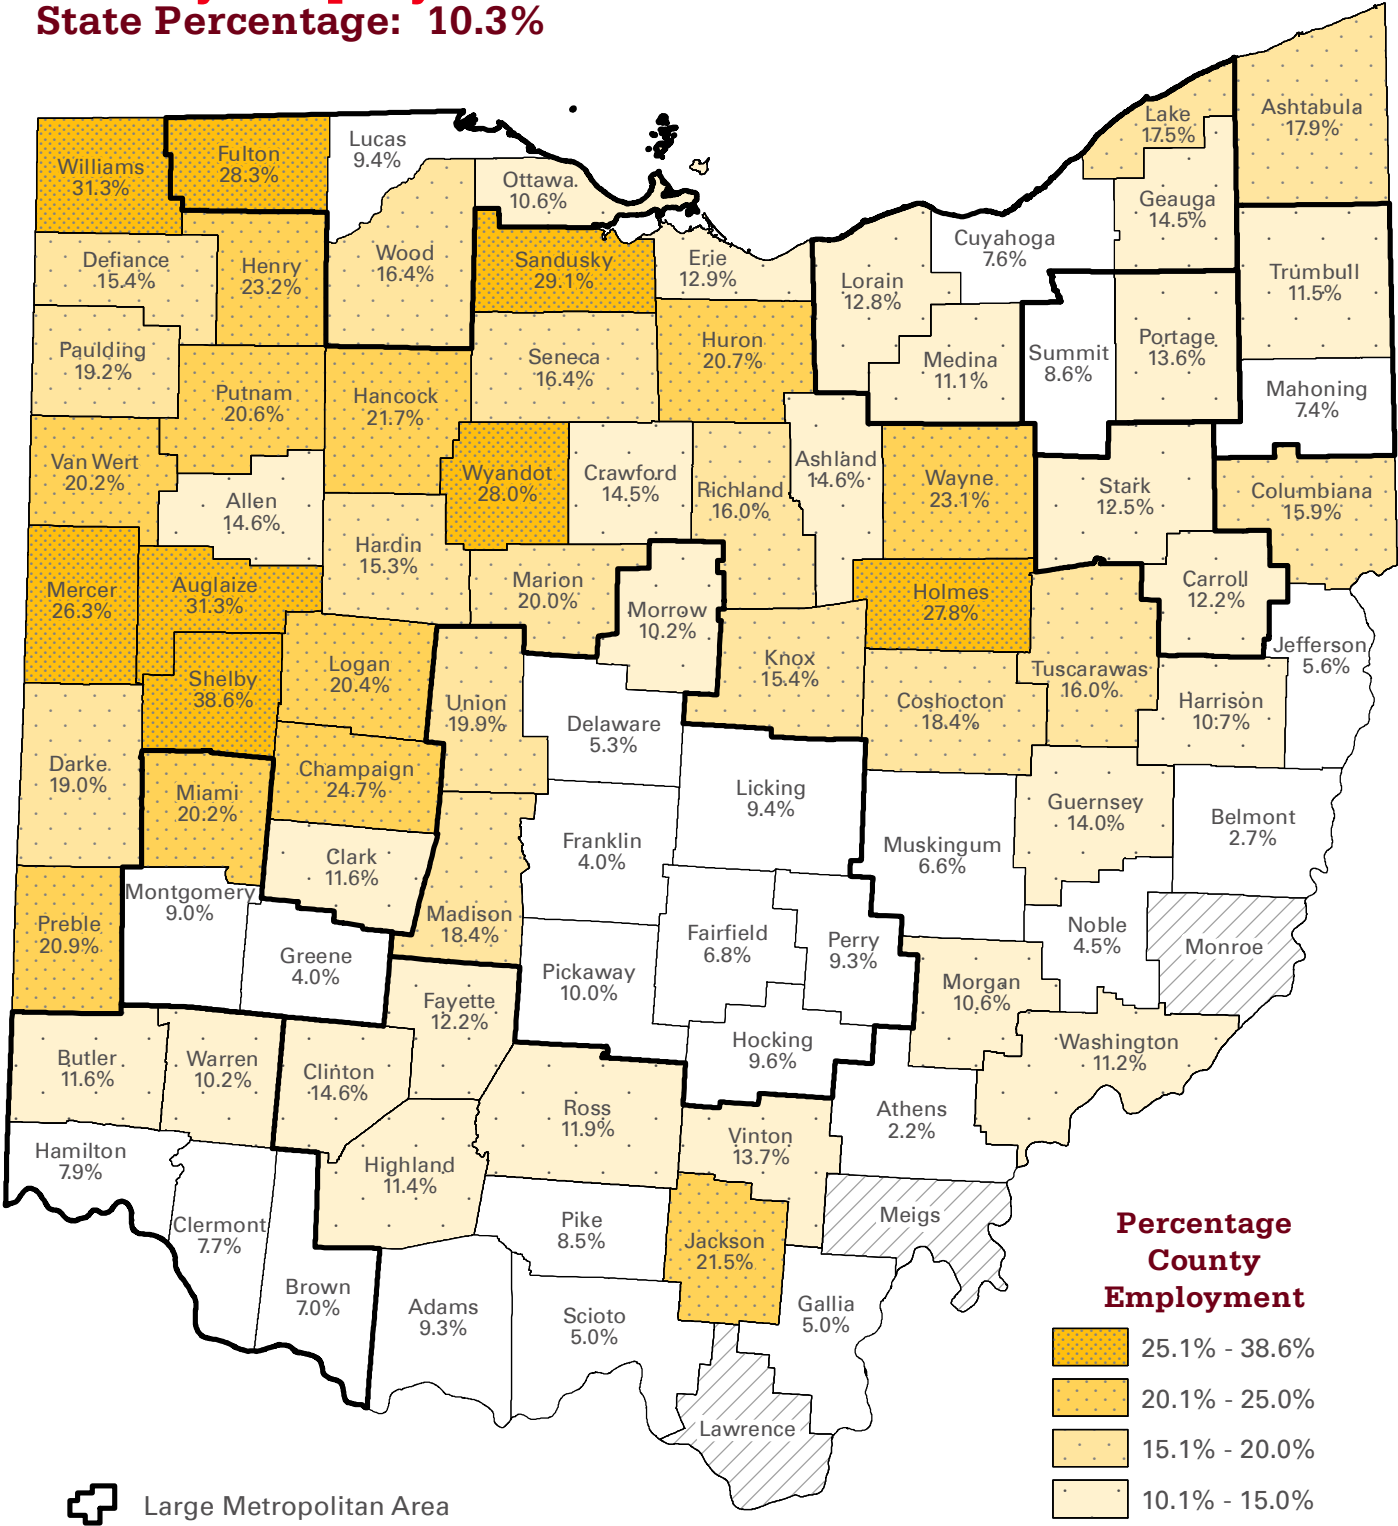 State Percentage: 10.3%
Lake
17.5%
Ashtabula
17.9%
Lucas
9.4%
Fulton
28.3%
Williams
31.3%
Ottawa
10.6%
Geauga
14.5%
Cuyahoga
7.6%
Wood
16.4%
Sandusky
29.1%
Erie
12.9%
Defiance
15.4%
Henry
23.2%
Lorain
12.8%
Trumbull
11.5%
Paulding
19.2%
Seneca
16.4%
Huron
20.7%
Medina
11.1%
Summit
8.6%
Portage
13.6%
Mahoning
7.4%
Putnam
20.6%
Hancock
21.7%
Van Wert
20.2%
Wyandot
28.0%
Crawford
14.5%
Richland
16.0%
Ashland
14.6%
Wayne
23.1%
Stark
12.5%
Columbiana
15.9%
Allen
14.6%
Hardin
15.3%
Mercer
26.3%
Auglaize
31.3%
Marion
20.0%
Morrow
10.2%
Holmes
27.8%
Carroll
12.2%
Jefferson
5.6%
Shelby
38.6%
Logan
20.4%
Union
19.9%
Knox
15.4%
Coshocton
18.4%
Tuscarawas
16.0%
Harrison
10.7%
Delaware
5.3%
Darke
19.0%
Miami
20.2%
Champaign
24.7%
Licking
9.4%
Guernsey
14.0%
Belmont
2.7%
Franklin
4.0%
Muskingum
6.6%
Clark
11.6%
Montgomery
9.0%
Madison
18.4%
Preble
20.9%
Greene
4.0%
Fairfield
6.8%
Perry
9.3%
Noble
4.5%
Monroe
Pickaway
10.0%
Fayette
12.2%
Morgan
10.6%
Butler
11.6%
Warren
10.2%
Clinton
14.6%
Hocking
9.6%
Washington
11.2%
Ross
11.9%
Athens
2.2%
Vinton
13.7%
Hamilton
7.9%
Highland
11.4%
Clermont
7.7%
Pike
8.5%
Jackson
21.5%
Meigs
Brown
7.0%
Adams
9.3%
Scioto
5.0%
Gallia
5.0%
Lawrence
Percentage
County
Employment
25.1% - 38.6%
20.1% - 25.0%
15.1% - 20.0%
10.1% - 15.0%
Large Metropolitan Area